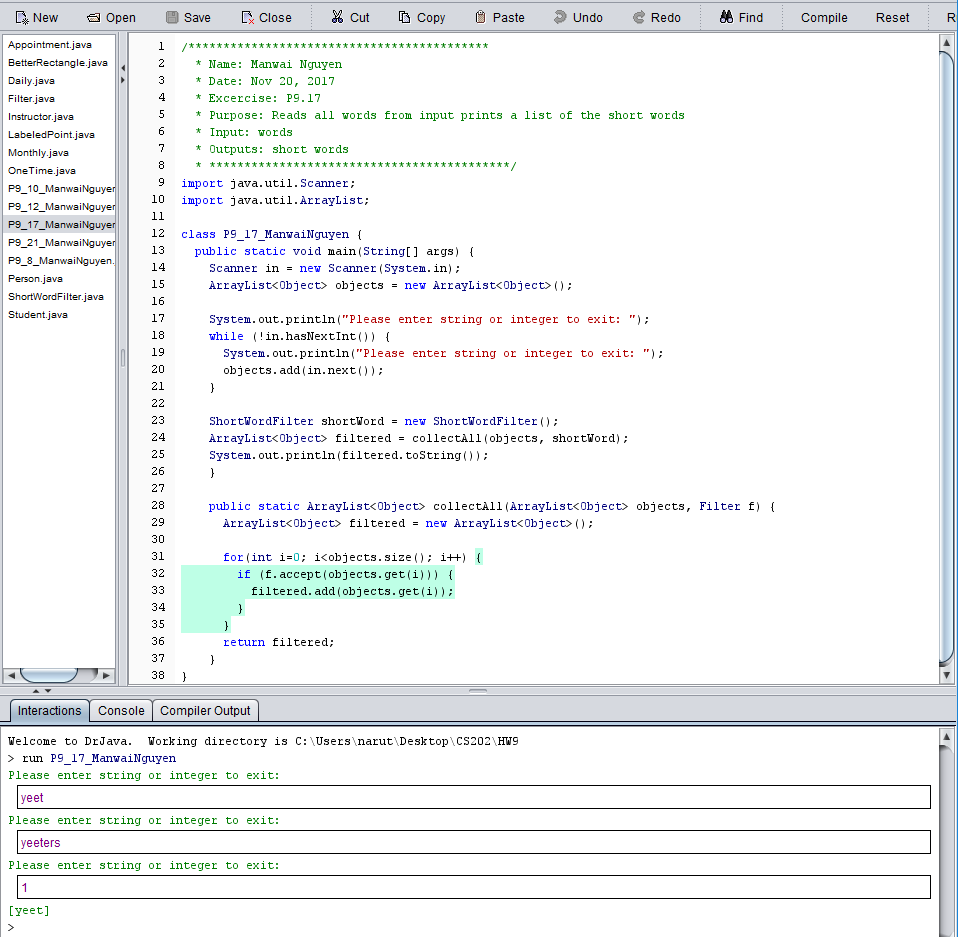 New Open Save Close Cut Copy Paste Undo Redo Find Compile Reset R
Appointment.java
BetterRectangle.java
Daily.java
Filter.java
Instructor.java
LabeledPoint.java
Monthly.java
OneTime.java
P9_10_ManwaiNguyen
P9_12_ManwaiNguyen
P9_17_ManwaiNguyen
P9_21_ManwaiNguyen
P9_8_ManwaiNguyen.
Person.java
ShortWordFilter.java
Student.java
1 /*******************************************
2 * Name: Manwai Nguyen
3 * Date: Nov 20, 2017
4 * Excercise: P9.17
5 * Purpose: Reads all words from input prints a list of the short words
6 * Input: words
7 * Outputs: short words
8 * *******************************************/
9 import java.util.Scanner;
10 import java.util.ArrayList;
11
12 class P9_17_ManwaiNguyen {
13 public static void main(String[] args) {
14 Scanner in = new Scanner(System.in);
15 ArrayList<Object> objects = new ArrayList<Object>();
16
17 System.out.println("Please enter string or integer to exit: ");
18 while (!in.hasNextInt()) {
19 System.out.println("Please enter string or integer to exit: ");
20 objects.add(in.next());
21 }
22
23 ShortWordFilter shortWord = new ShortWordFilter();
24 ArrayList<Object> filtered = collectAll(objects, shortWord);
25 System.out.println(filtered.toString());
26 }
27
28 public static ArrayList<Object> collectAll(ArrayList<Object> objects, Filter f) {
29 ArrayList<Object> filtered = new ArrayList<Object>();
30
31 for(int i=0; i<objects.size(); i++) {
32 if (f.accept(objects.get(i))) {
33 filtered.add(objects.get(i));
34 }
35 }
36 return filtered;
37 }
38 }
Interactions Console Compiler Output
Welcome to DrJava.  Working directory is C:\Users\narut\Desktop\CS202\HW9
> run P9_17_ManwaiNguyen
Please enter string or integer to exit:
yeet
Please enter string or integer to exit:
yeeters
Please enter string or integer to exit:
1
[yeet]
>